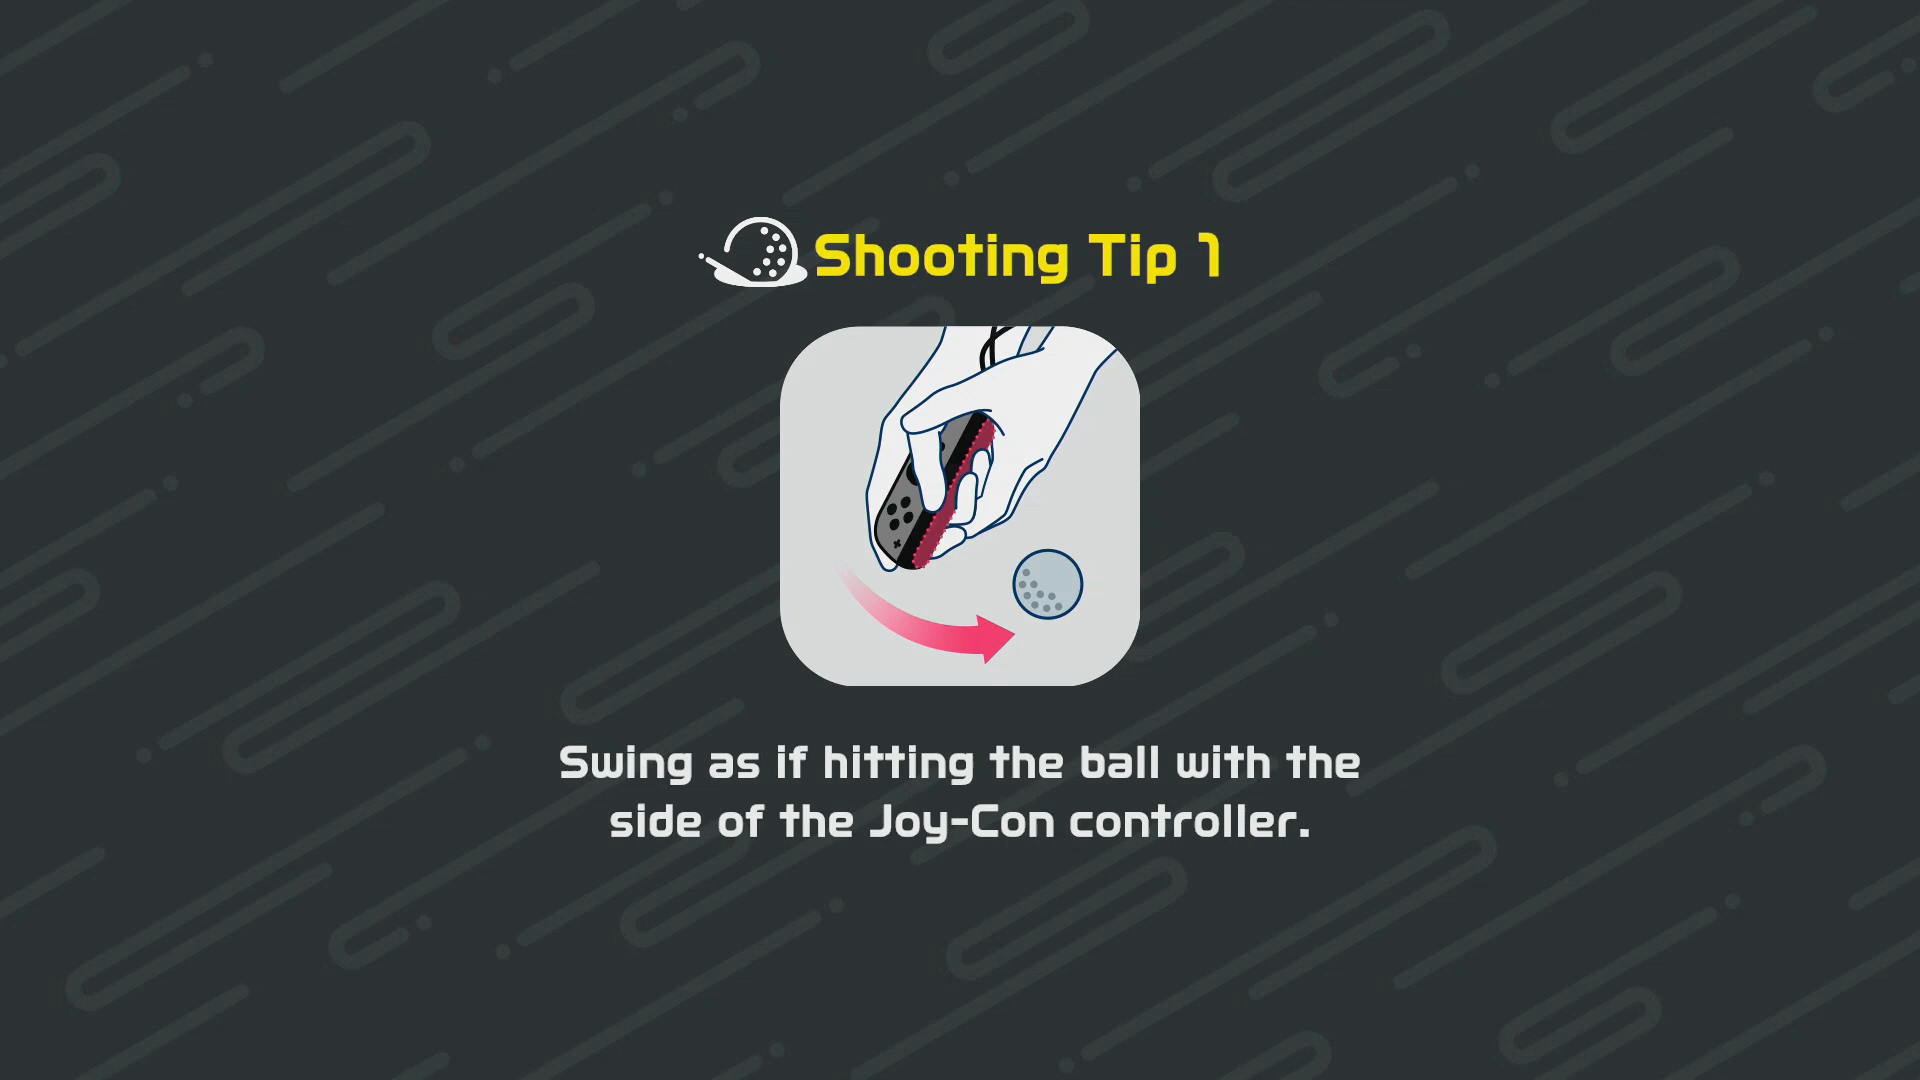 Shooting Tip 1
Swing as if hitting the ball with the
side of the Joy-Con controller.